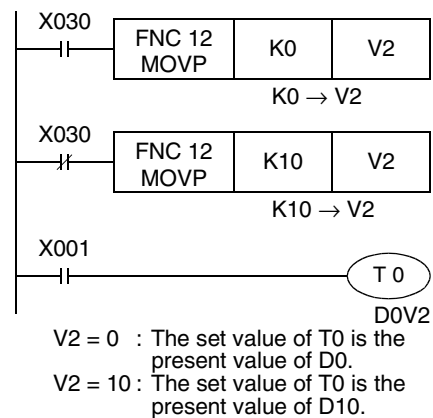 X030
FNC 12 MOVP K0 V2
K0 → V2
X030
FNC 12 MOVP K10 V2
K10 → V2
X001
T 0
D0V2
V2 = 0 : The set value of T0 is the
present value of D0.
V2 = 10 : The set value of T0 is the
present value of D10.